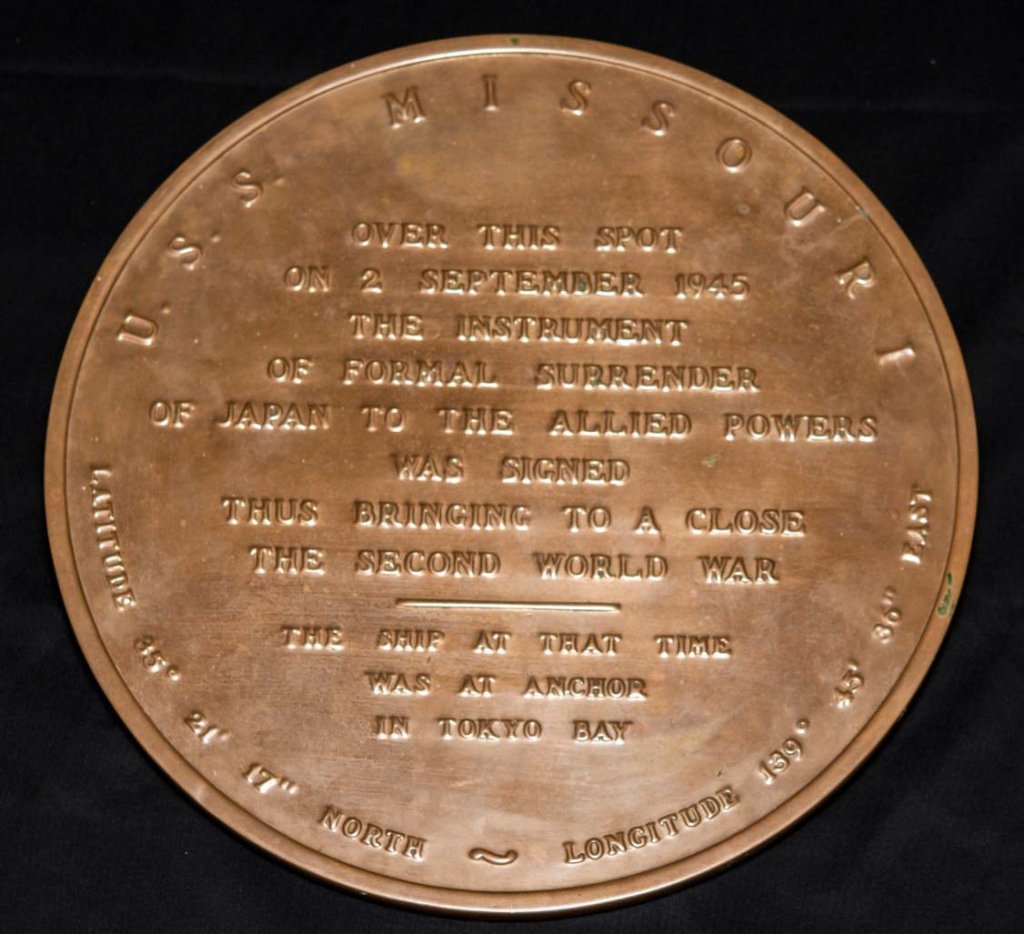 U.S.S. MISSOURI
OVER THIS SPOT
ON 2 SEPTEMBER 1945
THE INSTRUMENT
OF FORMAL SURRENDER
OF JAPAN TO THE ALLIED POWERS
WAS SIGNED
THUS BRINGING TO A CLOSE
THE SECOND WORLD WAR
THE SHIP AT THAT TIME
WAS AT ANCHOR
IN TOKYO BAY
LATITUDE 35° 21' 17" NORTH ~ LONGITUDE 139° 45' 36" EAST